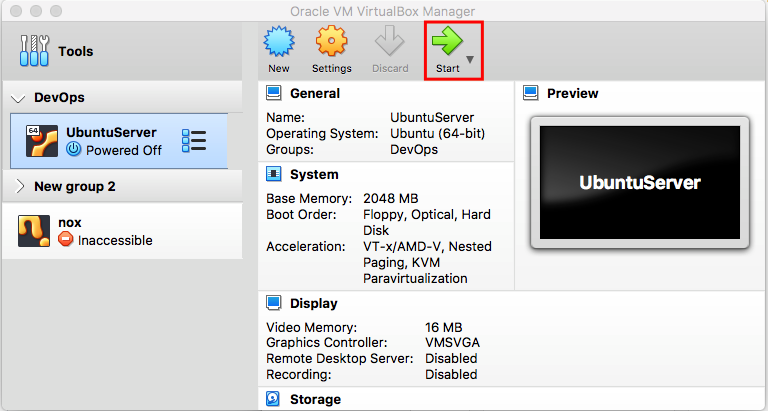 Oracle VM VirtualBox Manager
Tools
New
Settings
Discard
Start
DevOps
64
UbuntuServer
Powered Off
New group 2
nox
Inaccessible
General
Name: UbuntuServer
Operating System: Ubuntu (64-bit)
Groups: DevOps
Preview
UbuntuServer
System
Base Memory: 2048 MB
Boot Order: Floppy, Optical, Hard
Disk
Acceleration: VT-x/AMD-V, Nested
Paging, KVM
Paravirtualization
Display
Video Memory: 16 MB
Graphics Controller: VMSVGA
Remote Desktop Server: Disabled
Recording: Disabled
Storage